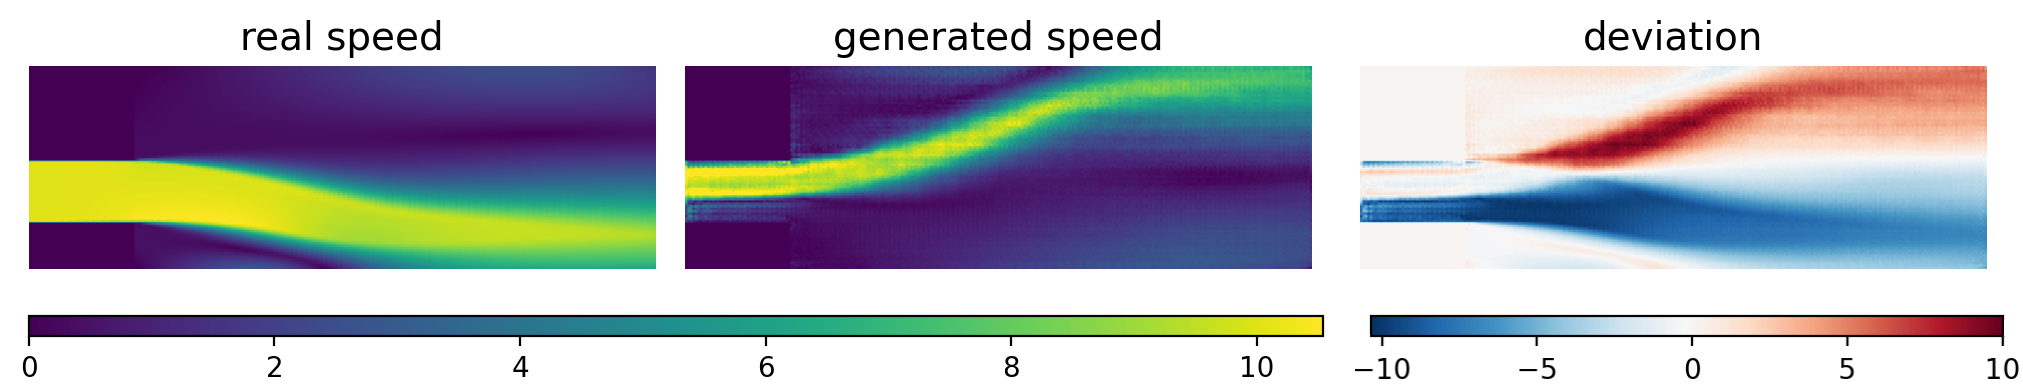 real speed
generated speed
deviation
0 2 4 6 8 10
−10 −5 0 5 10